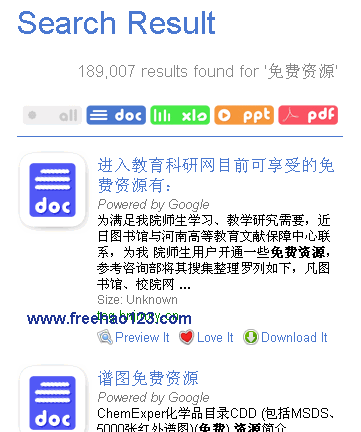 Search Result
189,007 results found for '免费资源'
all doc xlo ppt pdf
进入教育科研网目前可享受的免
费资源有：
Powered by Google
为满足我院师生学习、教学研究需要，近
日图书馆与河南高等教育文献保障中心联
系，为我 院师生用户开通一些免费资源，
参考咨询部将其搜集整理罗列如下，凡图
书馆、校院网 ...
Size: Unknown
www.freehao123.com
Preview It Love It Download It
doc
谱图免费资源
Powered by Google
ChemExper化学品目录CDD (包括MSDS、
5000张红外谱图)(免费) 资源简介
doc